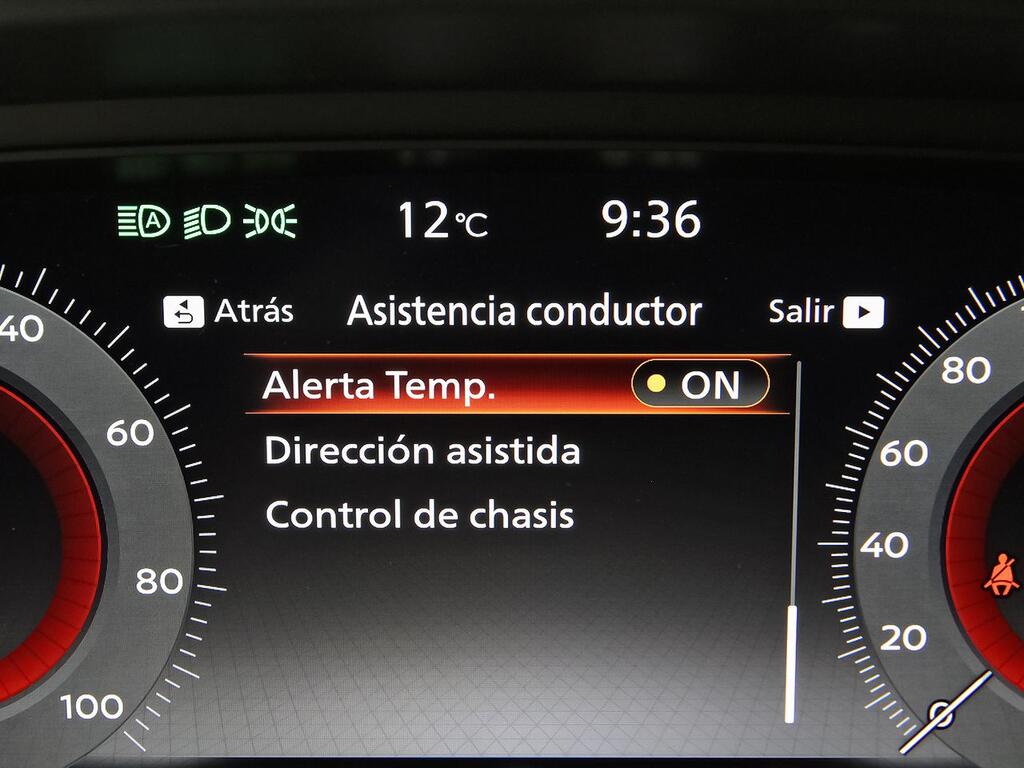 12°C 9:36
Atrás Asistencia conductor Salir
Alerta Temp. ON
Dirección asistida
Control de chasis
40
60
80
100
80
60
40
20
0